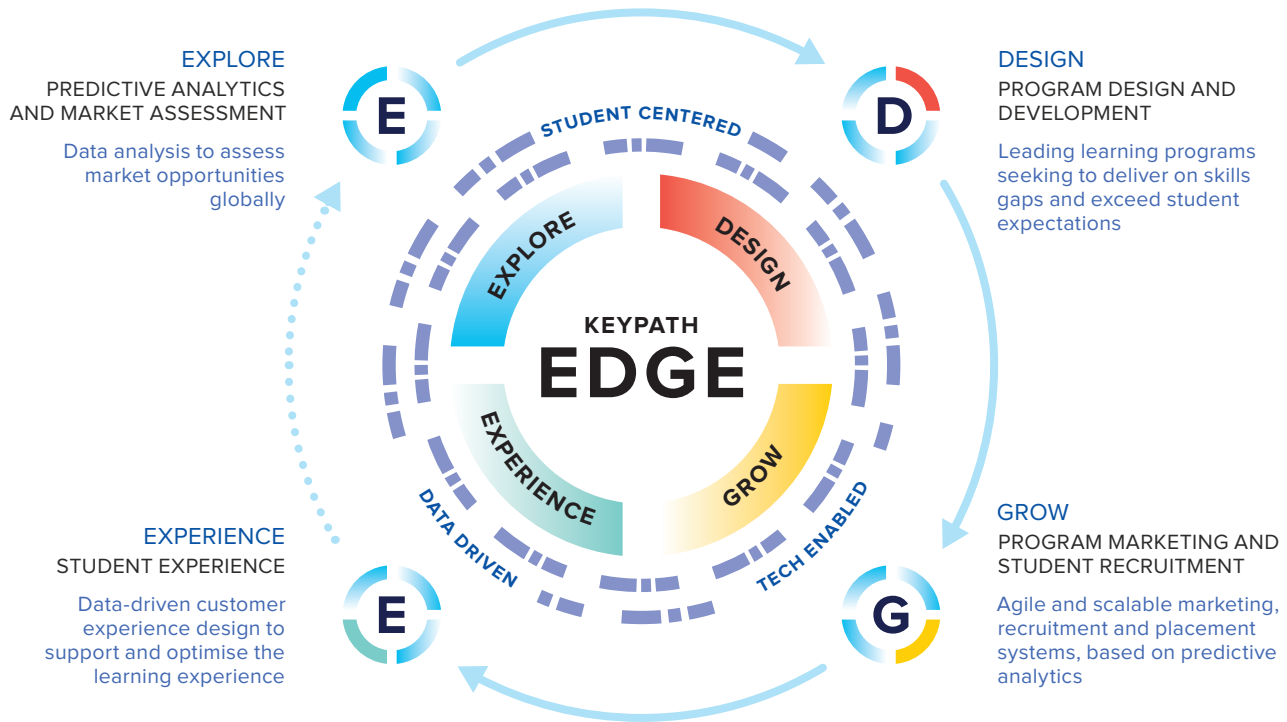 EXPLORE
PREDICTIVE ANALYTICS
AND MARKET ASSESSMENT
Data analysis to assess
market opportunities
globally
E
D
DESIGN
PROGRAM DESIGN AND
DEVELOPMENT
Leading learning programs
seeking to deliver on skills
gaps and exceed student
expectations
STUDENT CENTERED
EXPLORE
DESIGN
KEYPATH
EDGE
EXPERIENCE
GROW
DATA DRIVEN
TECH ENABLED
EXPERIENCE
STUDENT EXPERIENCE
Data-driven customer
experience design to
support and optimise the
learning experience
E
G
GROW
PROGRAM MARKETING AND
STUDENT RECRUITMENT
Agile and scalable marketing,
recruitment and placement
systems, based on predictive
analytics